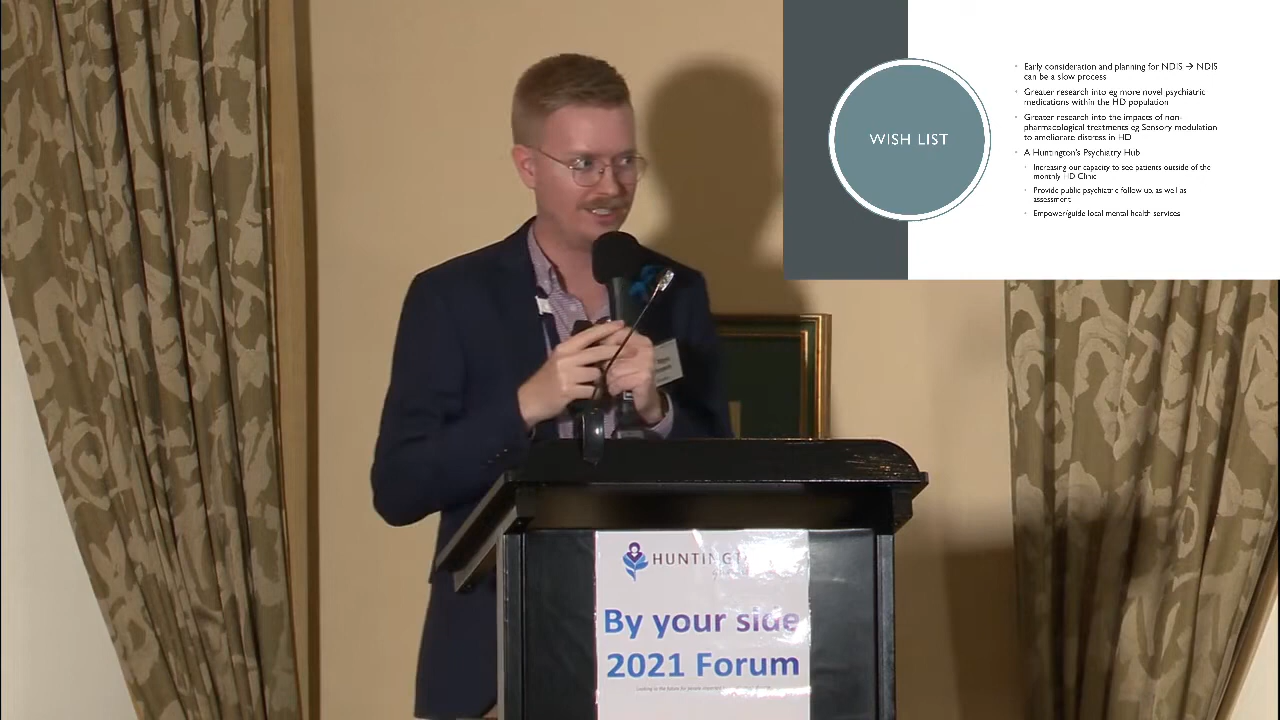 WISH LIST
Early consideration and planning for NDIS → NDIS
can be a slow process
Greater research into eg more novel psychiatric
medications within the HD population
Greater research into the impacts of non-
pharmacological treatments eg Sensory modulation
to ameliorate distress in HD
A Huntington's Psychiatry Hub
Increasing our capacity to see patients outside of the
monthly HD Clinic
Provide public psychiatric follow up, as well as
assessment
Empower/guide local mental health services
By your side
2021 Forum